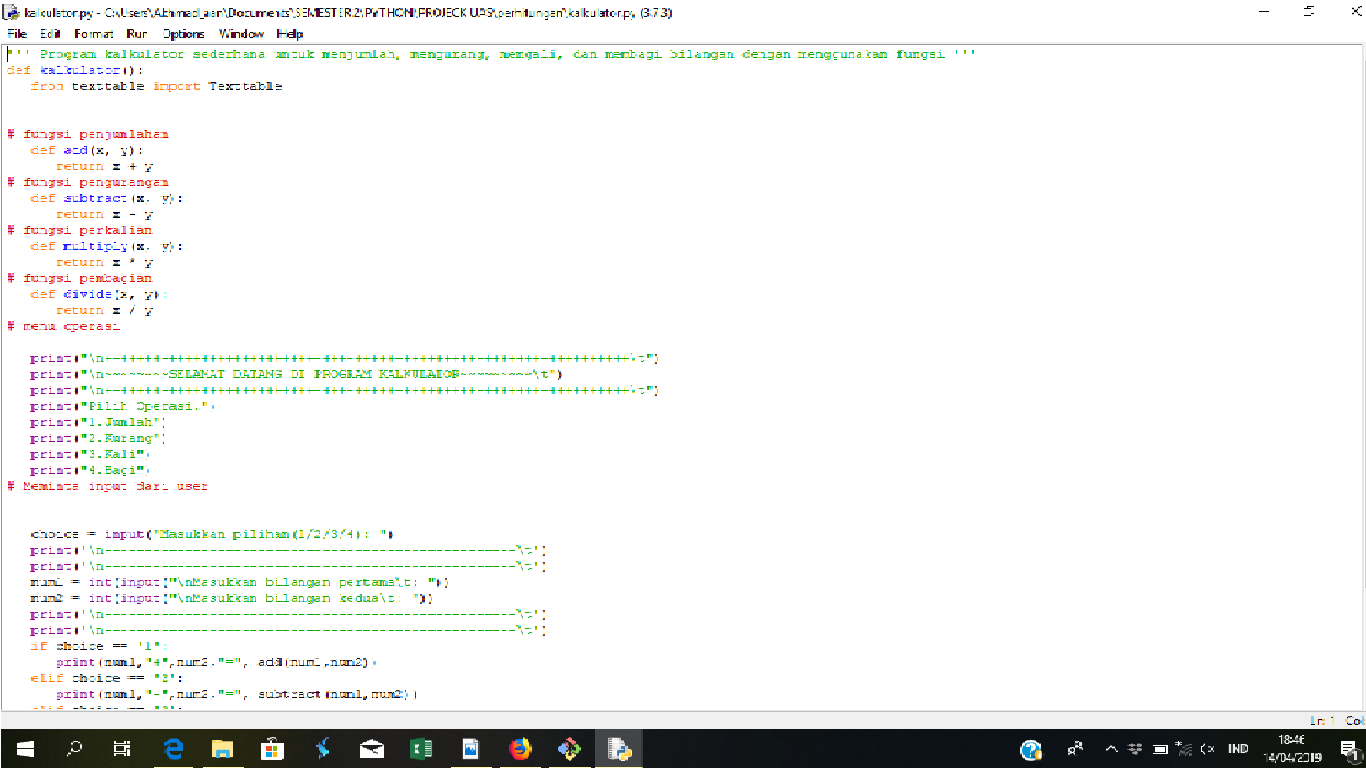 kalkulator.py - C:\Users\Akhmad_aan\Documents\SEMESTER 2\PYTHON\PROJECK UAS\perhitungan\kalkulator.py (3.7.3)
File Edit Format Run Options Window Help
''' Program kalkulator sederhana untuk menjumlah, mengurang, mengali, dan membagi bilangan dengan menggunakan fungsi '''
def kalkulator():
from texttable import Texttable
# fungsi penjumlahan
def add(x, y):
return x + y
# fungsi pengurangan
def subtract(x, y):
return x - y
# fungsi perkalian
def multiply(x, y):
return x * y
# fungsi pembagian
def divide(x, y):
return x / y
# menu operasi
print("\n++++++++++++++++++++++++++++++++++++++++++++++++++++++++++++++++++\t")
print("\n~~~~~~~~SELAMAT DATANG DI PROGRAM KALKULATOR~~~~~~~~~\t")
print("\n++++++++++++++++++++++++++++++++++++++++++++++++++++++++++++++++++\t")
print("Pilih Operasi.")
print("1.Jumlah")
print("2.Kurang")
print("3.Kali")
print("4.Bagi")
# Meminta input dari user
choice = input("Masukkan pilihan(1/2/3/4): ")
print('\n---------------------------------------------------\t')
print('\n---------------------------------------------------\t')
num1 = int(input("\nMasukkan bilangan pertama\t: "))
num2 = int(input("\nMasukkan bilangan kedua\t: "))
print('\n---------------------------------------------------\t')
print('\n---------------------------------------------------\t')
if choice == '1':
print(num1,"+",num2,"=", add(num1,num2))
elif choice == '2':
print(num1,"-",num2,"=", subtract(num1,num2))
elif choice == '3':
Ln: 1 Col
IND
18:46
14/04/2019